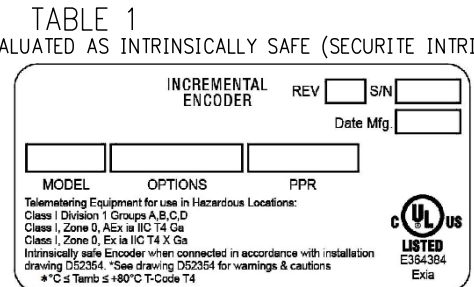 TABLE 1
ALUATED AS INTRINSICALLY SAFE (SECURITE INTRI
INCREMENTAL
ENCODER
REV
S/N
Date Mfg.
MODEL
OPTIONS
PPR
Telemetering Equipment for use in Hazardous Locations:
Class I Division 1 Groups A,B,C,D
Class I, Zone 0, AEx ia IIC T4 Ga
Class I, Zone 0, Ex ia IIC T4 X Ga
Intrinsically safe Encoder when connected in accordance with installation
drawing D52354. *See drawing D52354 for warnings & cautions
*°C ≤ Tamb ≤ +80°C T-Code T4
C UL US
LISTED
E364384
Exia